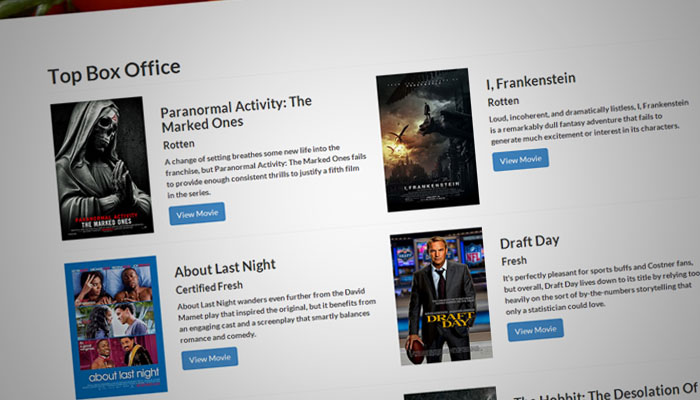 Top Box Office
Paranormal Activity: The
Marked Ones
Rotten
A change of setting breathes some new life into the
franchise, but Paranormal Activity: The Marked Ones fails
to provide enough consistent thrills to justify a fifth film
in the series.
View Movie
PARANORMAL ACTIVITY
THE MARKED ONES
I, Frankenstein
Rotten
Loud, incoherent, and dramatically listless, I, Frankenstein
is a remarkably dull fantasy adventure that fails to
generate much excitement or interest in its characters.
View Movie
I, FRANKENSTEIN
About Last Night
Certified Fresh
About Last Night wanders even further from the David
Mamet play that inspired the original, but it benefits from
an engaging cast and a screenplay that smartly balances
romance and comedy.
View Movie
about last night
Draft Day
Fresh
It's perfectly pleasant for sports buffs and Costner fans,
but overall, Draft Day lives down to its title by relying too
heavily on the sort of by-the-numbers storytelling that
only a statistician could love.
View Movie
DRAFT
DAY
The Hobbit: The Desolation Of